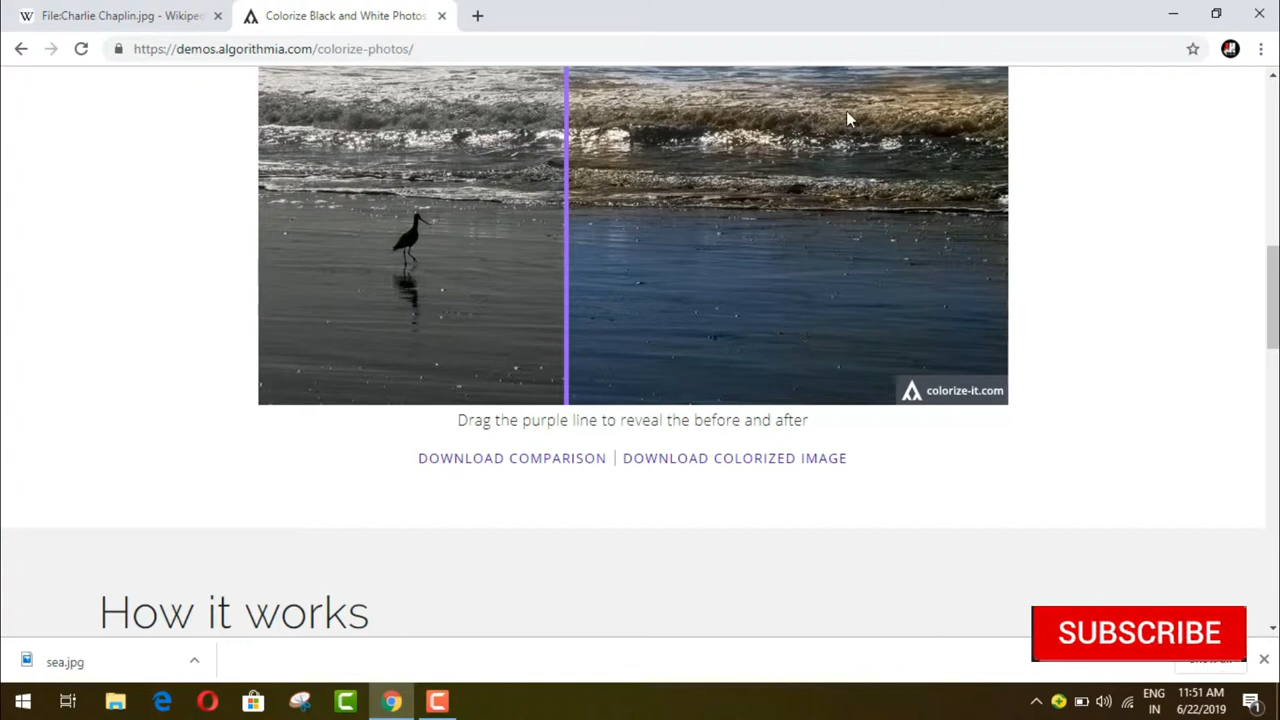 File:Charlie Chaplin.jpg - Wikiped
Colorize Black and White Photos
https://demos.algorithmia.com/colorize-photos/
colorize-it.com
Drag the purple line to reveal the before and after
DOWNLOAD COMPARISON | DOWNLOAD COLORIZED IMAGE
How it works
SUBSCRIBE
sea.jpg
ENG
IN
11:51 AM
6/22/2019
1